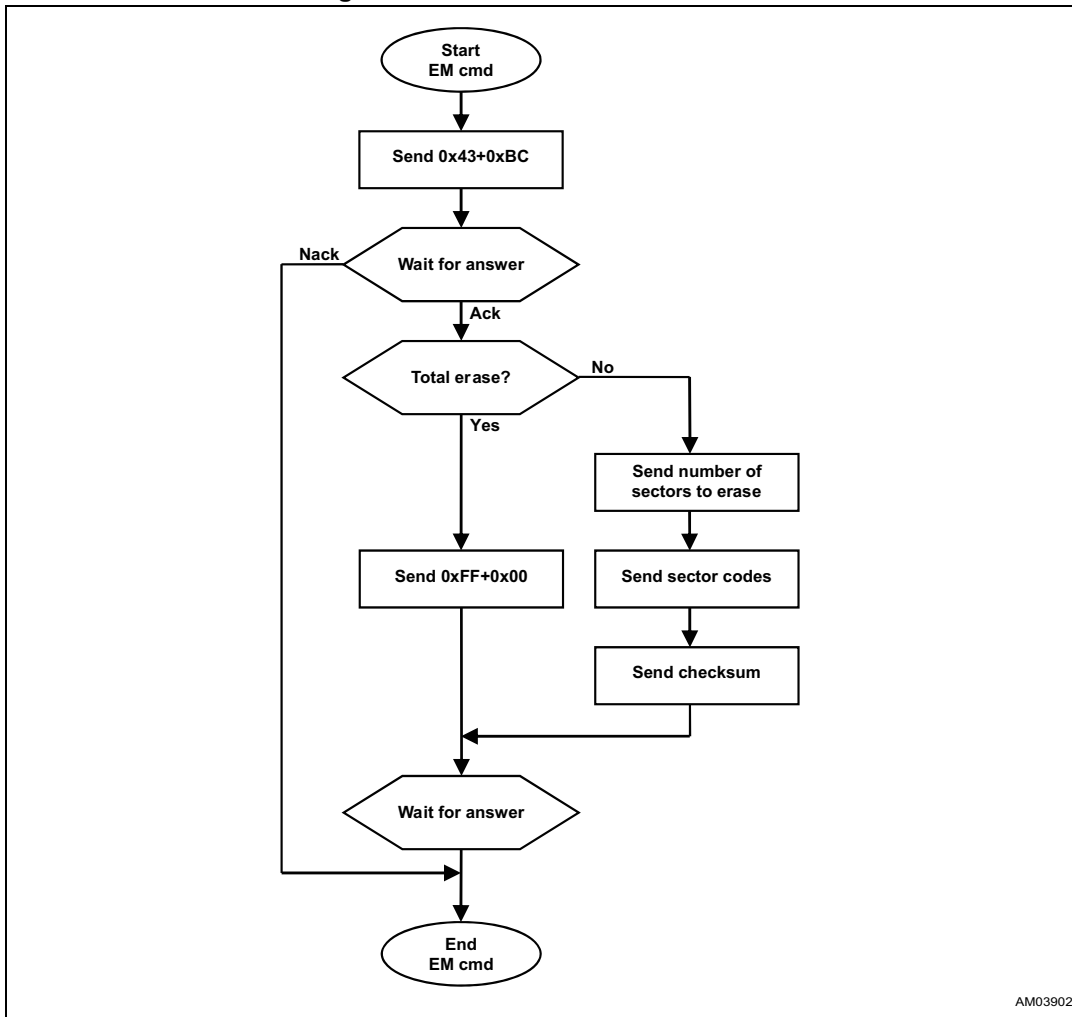 Start
EM cmd
Send 0x43+0xBC
Nack
Wait for answer
Ack
Total erase?
No
Yes
Send number of
sectors to erase
Send 0xFF+0x00
Send sector codes
Send checksum
Wait for answer
End
EM cmd
AM03902